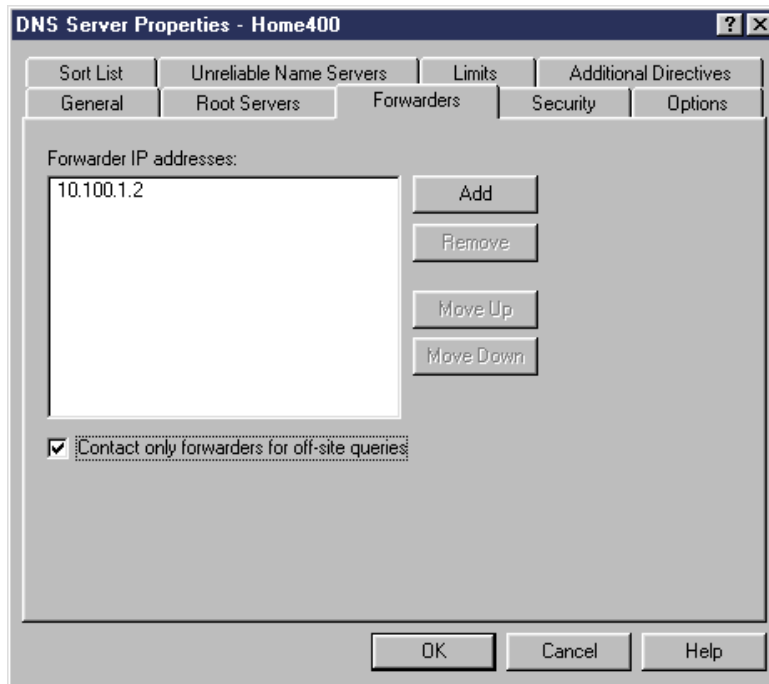 DNS Server Properties - Home400
Sort List Unreliable Name Servers Limits Additional Directives
General Root Servers Forwarders Security Options
Forwarder IP addresses:
10.100.1.2
Add
Remove
Move Up
Move Down
Contact only forwarders for off-site queries
OK Cancel Help